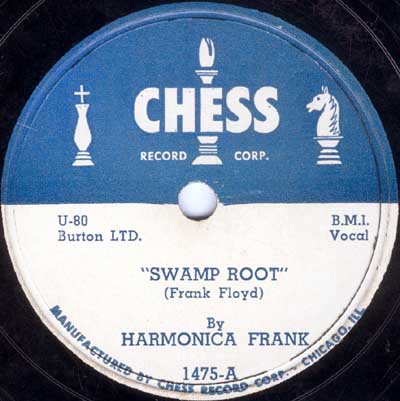 CHESS
RECORD CORP.
U-80
Burton LTD.
B.M.I.
Vocal
"SWAMP ROOT"
(Frank Floyd)
By
HARMONICA FRANK
1475-A
MANUFACTURED BY CHESS RECORD CORP. - CHICAGO, ILL.